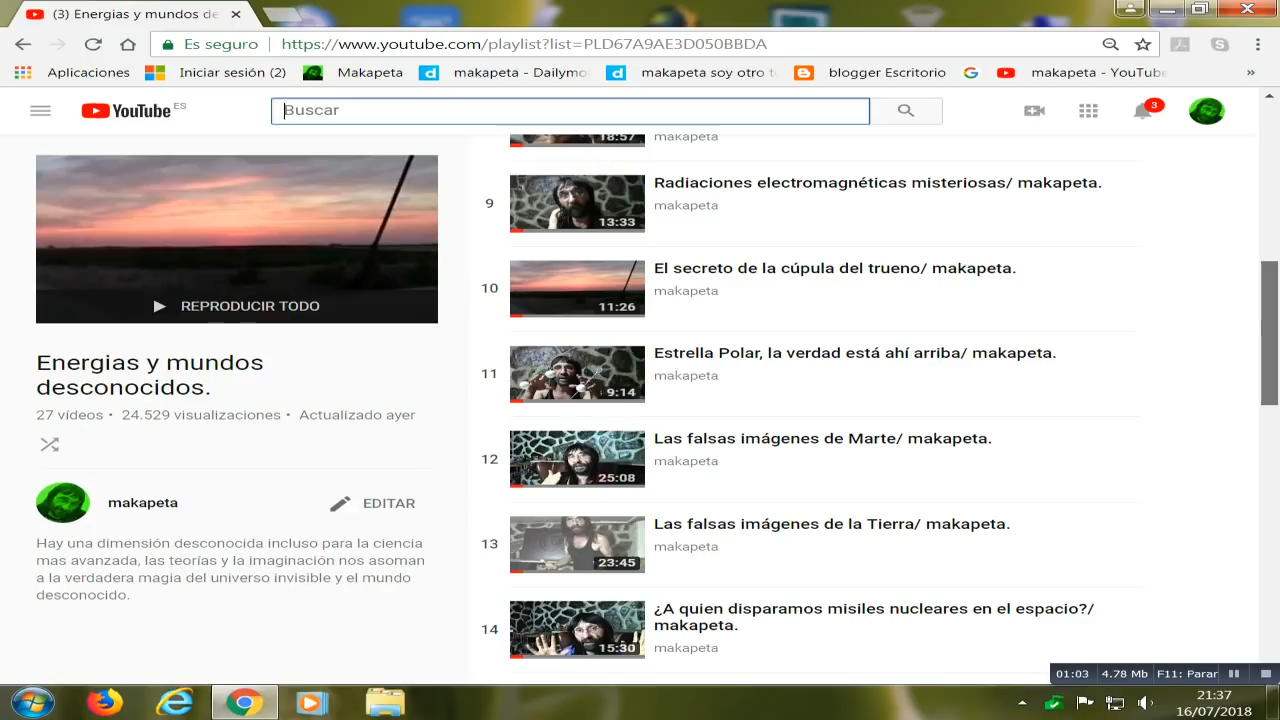 (3) Energias y mundos de
Es seguro https://www.youtube.com/playlist?list=PLD67A9AE3D050BBDA
Aplicaciones Iniciar sesión (2) Makapeta makapeta - Dailymo makapeta soy otro tu blogger Escritorio makapeta - YouTube »
YouTube ES
Buscar
3
18:57
makapeta
9
13:33
Radiaciones electromagnéticas misteriosas/ makapeta.
makapeta
10
11:26
El secreto de la cúpula del trueno/ makapeta.
makapeta
11
9:14
Estrella Polar, la verdad está ahí arriba/ makapeta.
makapeta
12
25:08
Las falsas imágenes de Marte/ makapeta.
makapeta
13
23:45
Las falsas imágenes de la Tierra/ makapeta.
makapeta
14
15:30
¿A quien disparamos misiles nucleares en el espacio?/
makapeta.
makapeta
REPRODUCIR TODO
Energias y mundos
desconocidos.
27 vídeos • 24.529 visualizaciones • Actualizado ayer
makapeta
EDITAR
Hay una dimensión desconocida incluso para la ciencia
mas avanzada, las teorías y la imaginación nos asoman
a la verdadera magia del universo invisible y el mundo
desconocido.
01:03 4.78 Mb F11: Parar
21:37
16/07/2018